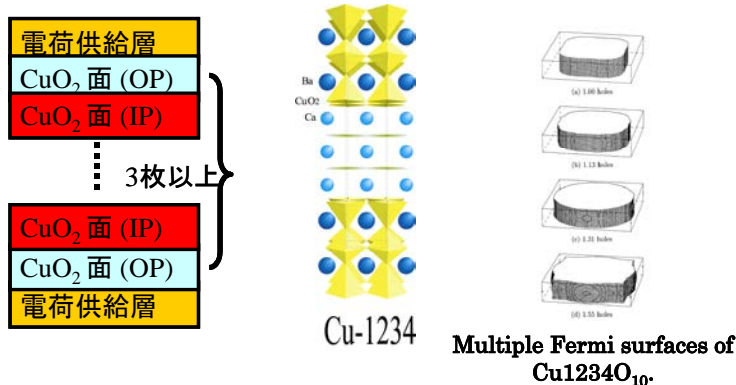 電荷供給層
CuO2 面 (OP)
CuO2 面 (IP)
3枚以上
CuO2 面 (IP)
CuO2 面 (OP)
電荷供給層
Ba
CuO2
Ca
Cu-1234
(a) 1.00 holes
(b) 1.13 holes
(c) 1.31 holes
(d) 1.55 holes
Multiple Fermi surfaces of
Cu1234O10.